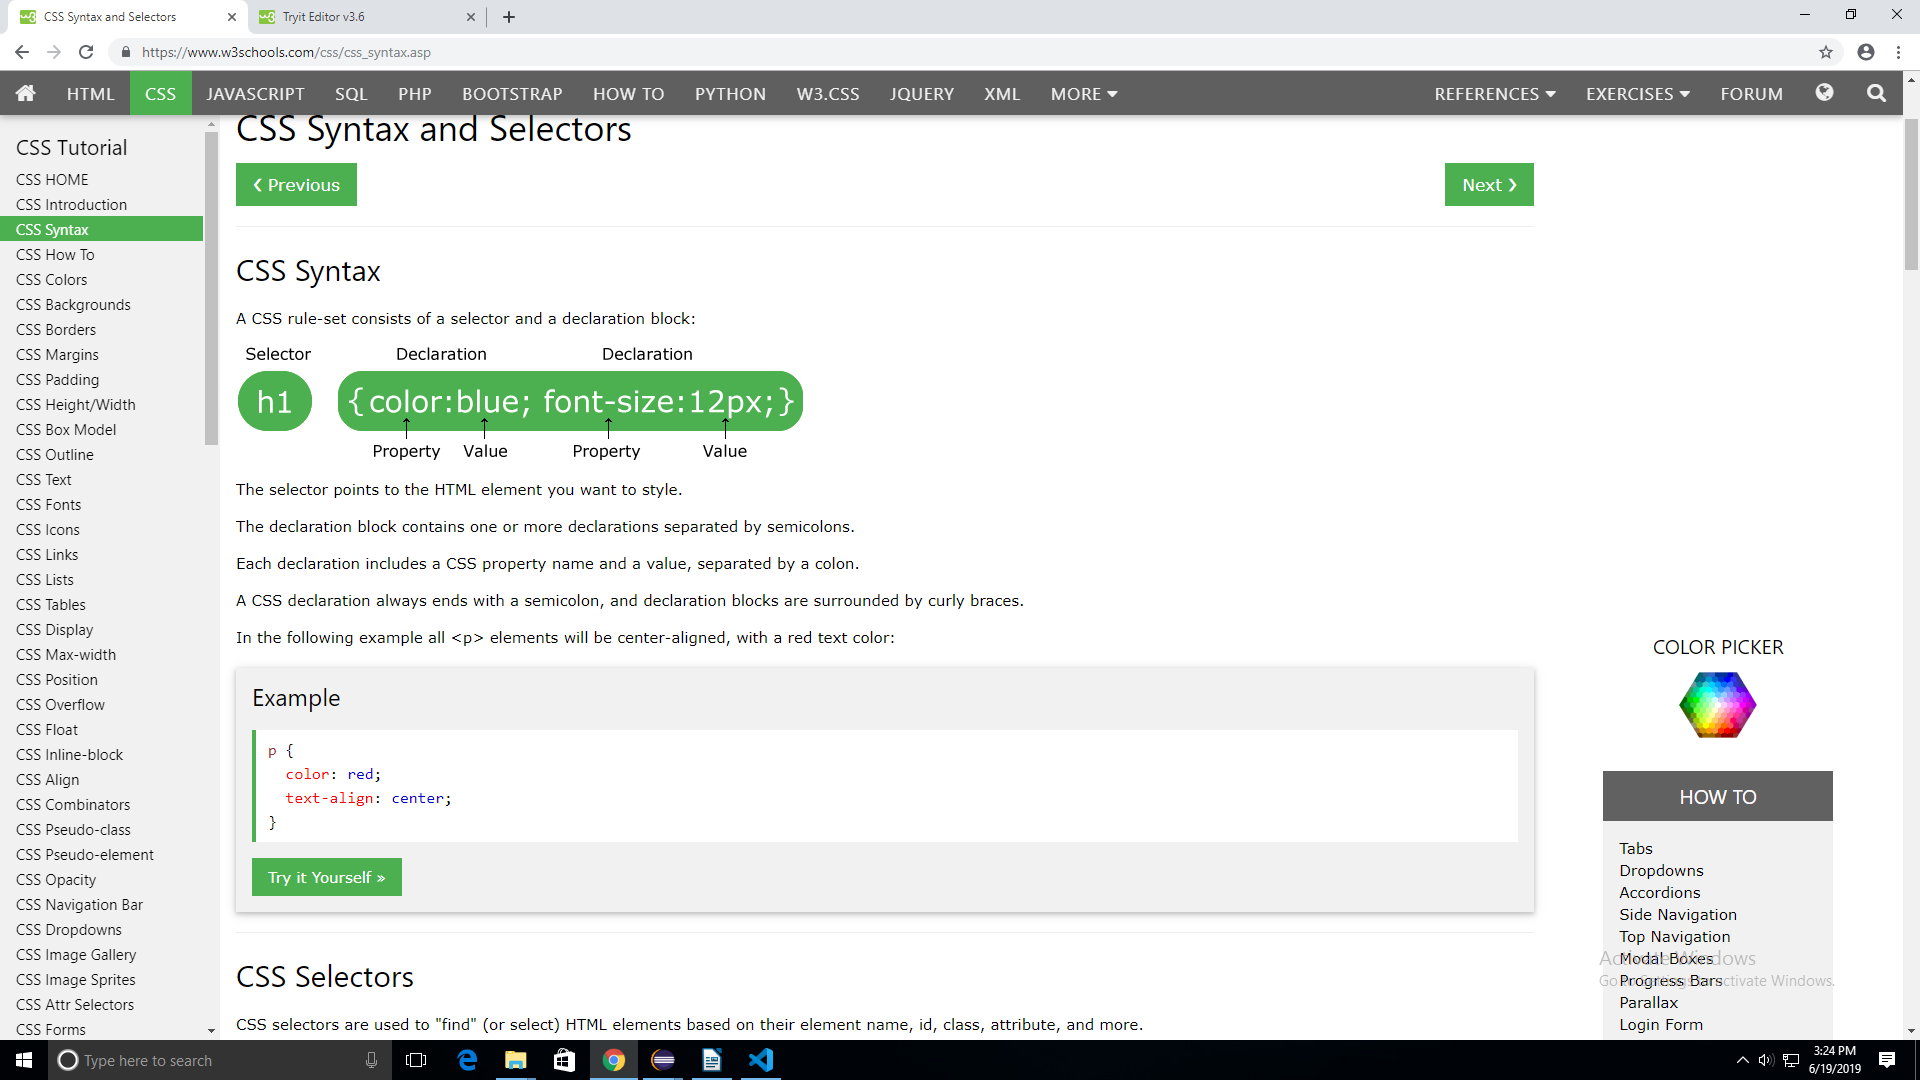 CSS Syntax and Selectors
Tryit Editor v3.6
https://www.w3schools.com/css/css_syntax.asp
HTML CSS JAVASCRIPT SQL PHP BOOTSTRAP HOW TO PYTHON W3.CSS JQUERY XML MORE REFERENCES EXERCISES FORUM
CSS Tutorial
CSS HOME
CSS Introduction
CSS Syntax
CSS How To
CSS Colors
CSS Backgrounds
CSS Borders
CSS Margins
CSS Padding
CSS Height/Width
CSS Box Model
CSS Outline
CSS Text
CSS Fonts
CSS Icons
CSS Links
CSS Lists
CSS Tables
CSS Display
CSS Max-width
CSS Position
CSS Overflow
CSS Float
CSS Inline-block
CSS Align
CSS Combinators
CSS Pseudo-class
CSS Pseudo-element
CSS Opacity
CSS Navigation Bar
CSS Dropdowns
CSS Image Gallery
CSS Image Sprites
CSS Attr Selectors
CSS Forms
CSS Syntax and Selectors
❮ Previous
Next ❯
CSS Syntax
A CSS rule-set consists of a selector and a declaration block:
Selector Declaration Declaration
h1 {color:blue; font-size:12px;}
Property Value Property Value
The selector points to the HTML element you want to style.
The declaration block contains one or more declarations separated by semicolons.
Each declaration includes a CSS property name and a value, separated by a colon.
A CSS declaration always ends with a semicolon, and declaration blocks are surrounded by curly braces.
In the following example all <p> elements will be center-aligned, with a red text color:
Example
p {
color: red;
text-align: center;
}
Try it Yourself »
CSS Selectors
CSS selectors are used to "find" (or select) HTML elements based on their element name, id, class, attribute, and more.
COLOR PICKER
HOW TO
Tabs
Dropdowns
Accordions
Side Navigation
Top Navigation
Modal Boxes
Progress Bars
Parallax
Login Form
Activate Windows
Go to Settings to activate Windows.
Type here to search
3:24 PM
6/19/2019